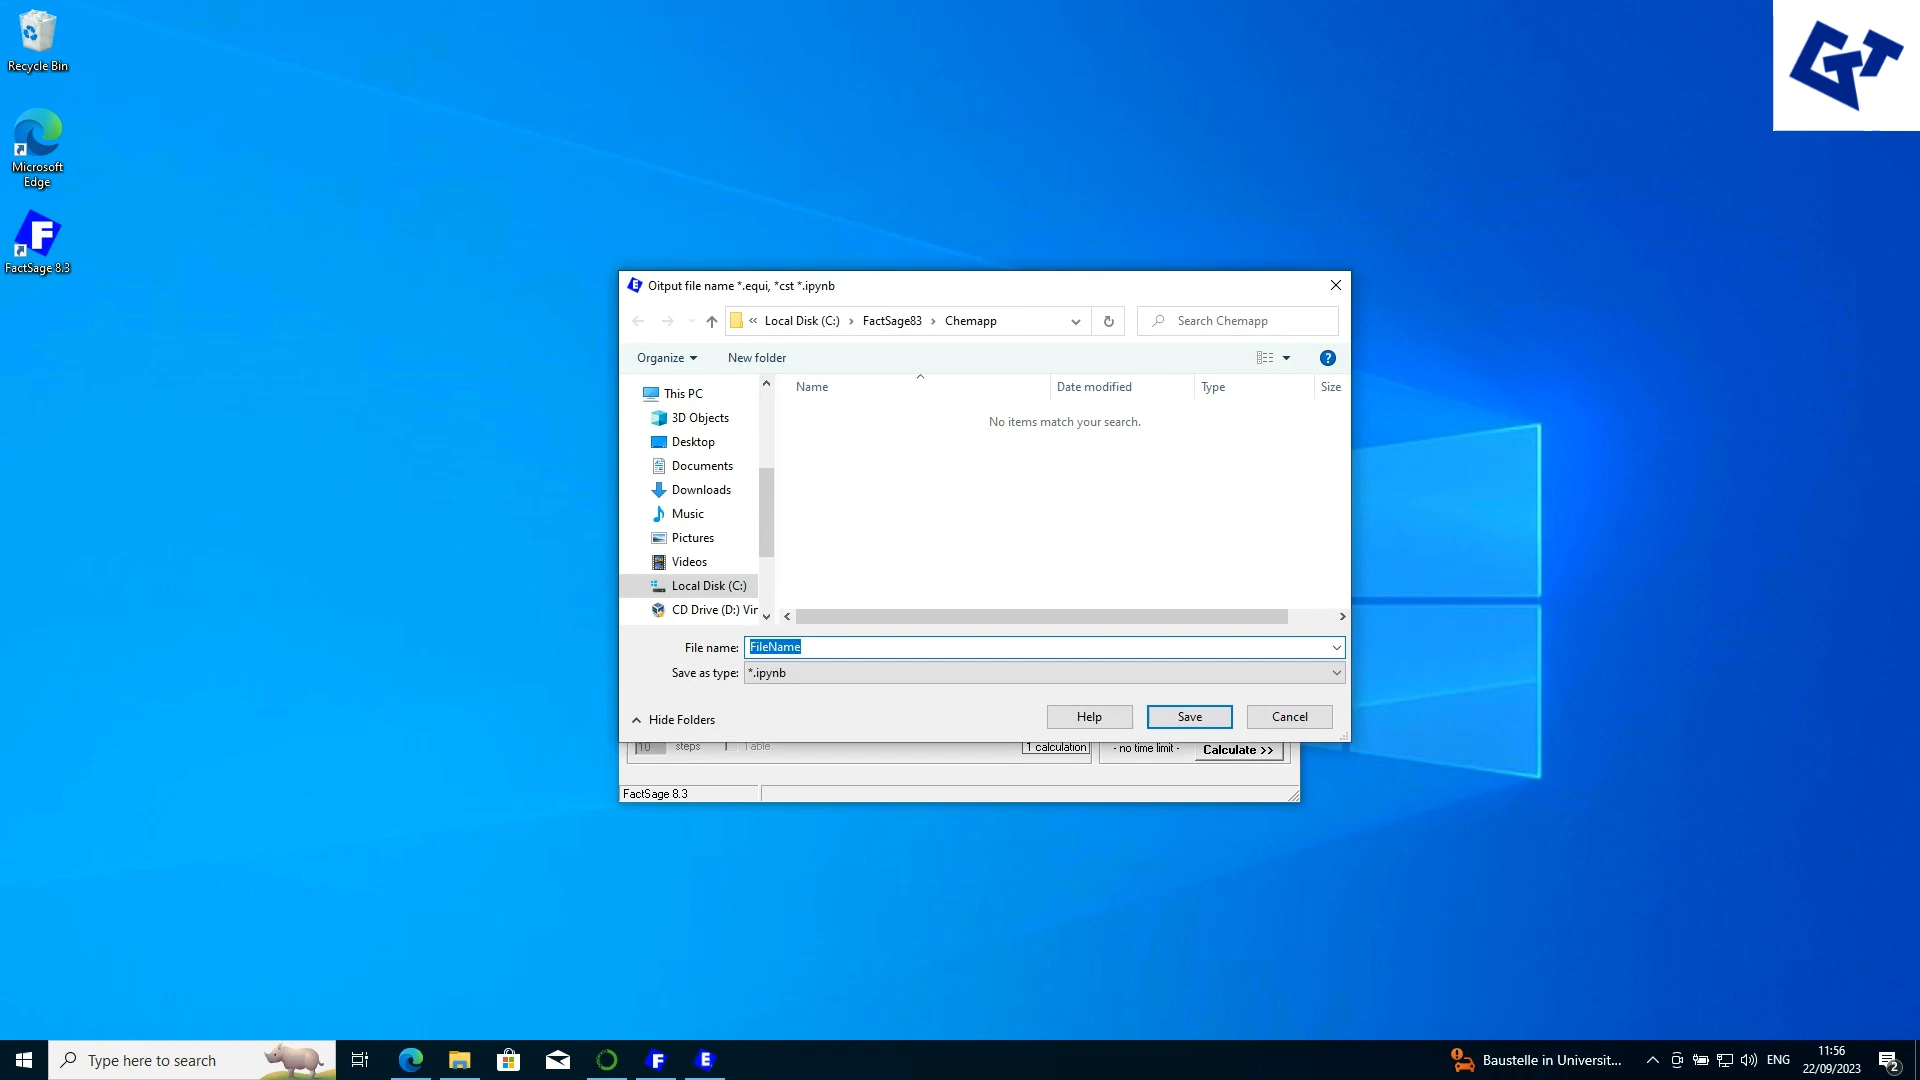 Recycle Bin
Microsoft
Edge
F
FactSage 8.3
GTT
E Oitput file name *.equi, *cst *.ipynb
« Local Disk (C:) › FactSage83 › Chemapp
Search Chemapp
Organize
New folder
?
Name
Date modified
Type
Size
This PC
3D Objects
Desktop
Documents
Downloads
Music
Pictures
Videos
Local Disk (C:)
CD Drive (D:) Vir
No items match your search.
File name: FileName
Save as type: *.ipynb
Hide Folders
Help
Save
Cancel
10 steps Table
1 calculation
- no time limit -
Calculate >>
FactSage 8.3
Type here to search
F
E
Baustelle in Universit...
ENG
11:56
22/09/2023
2